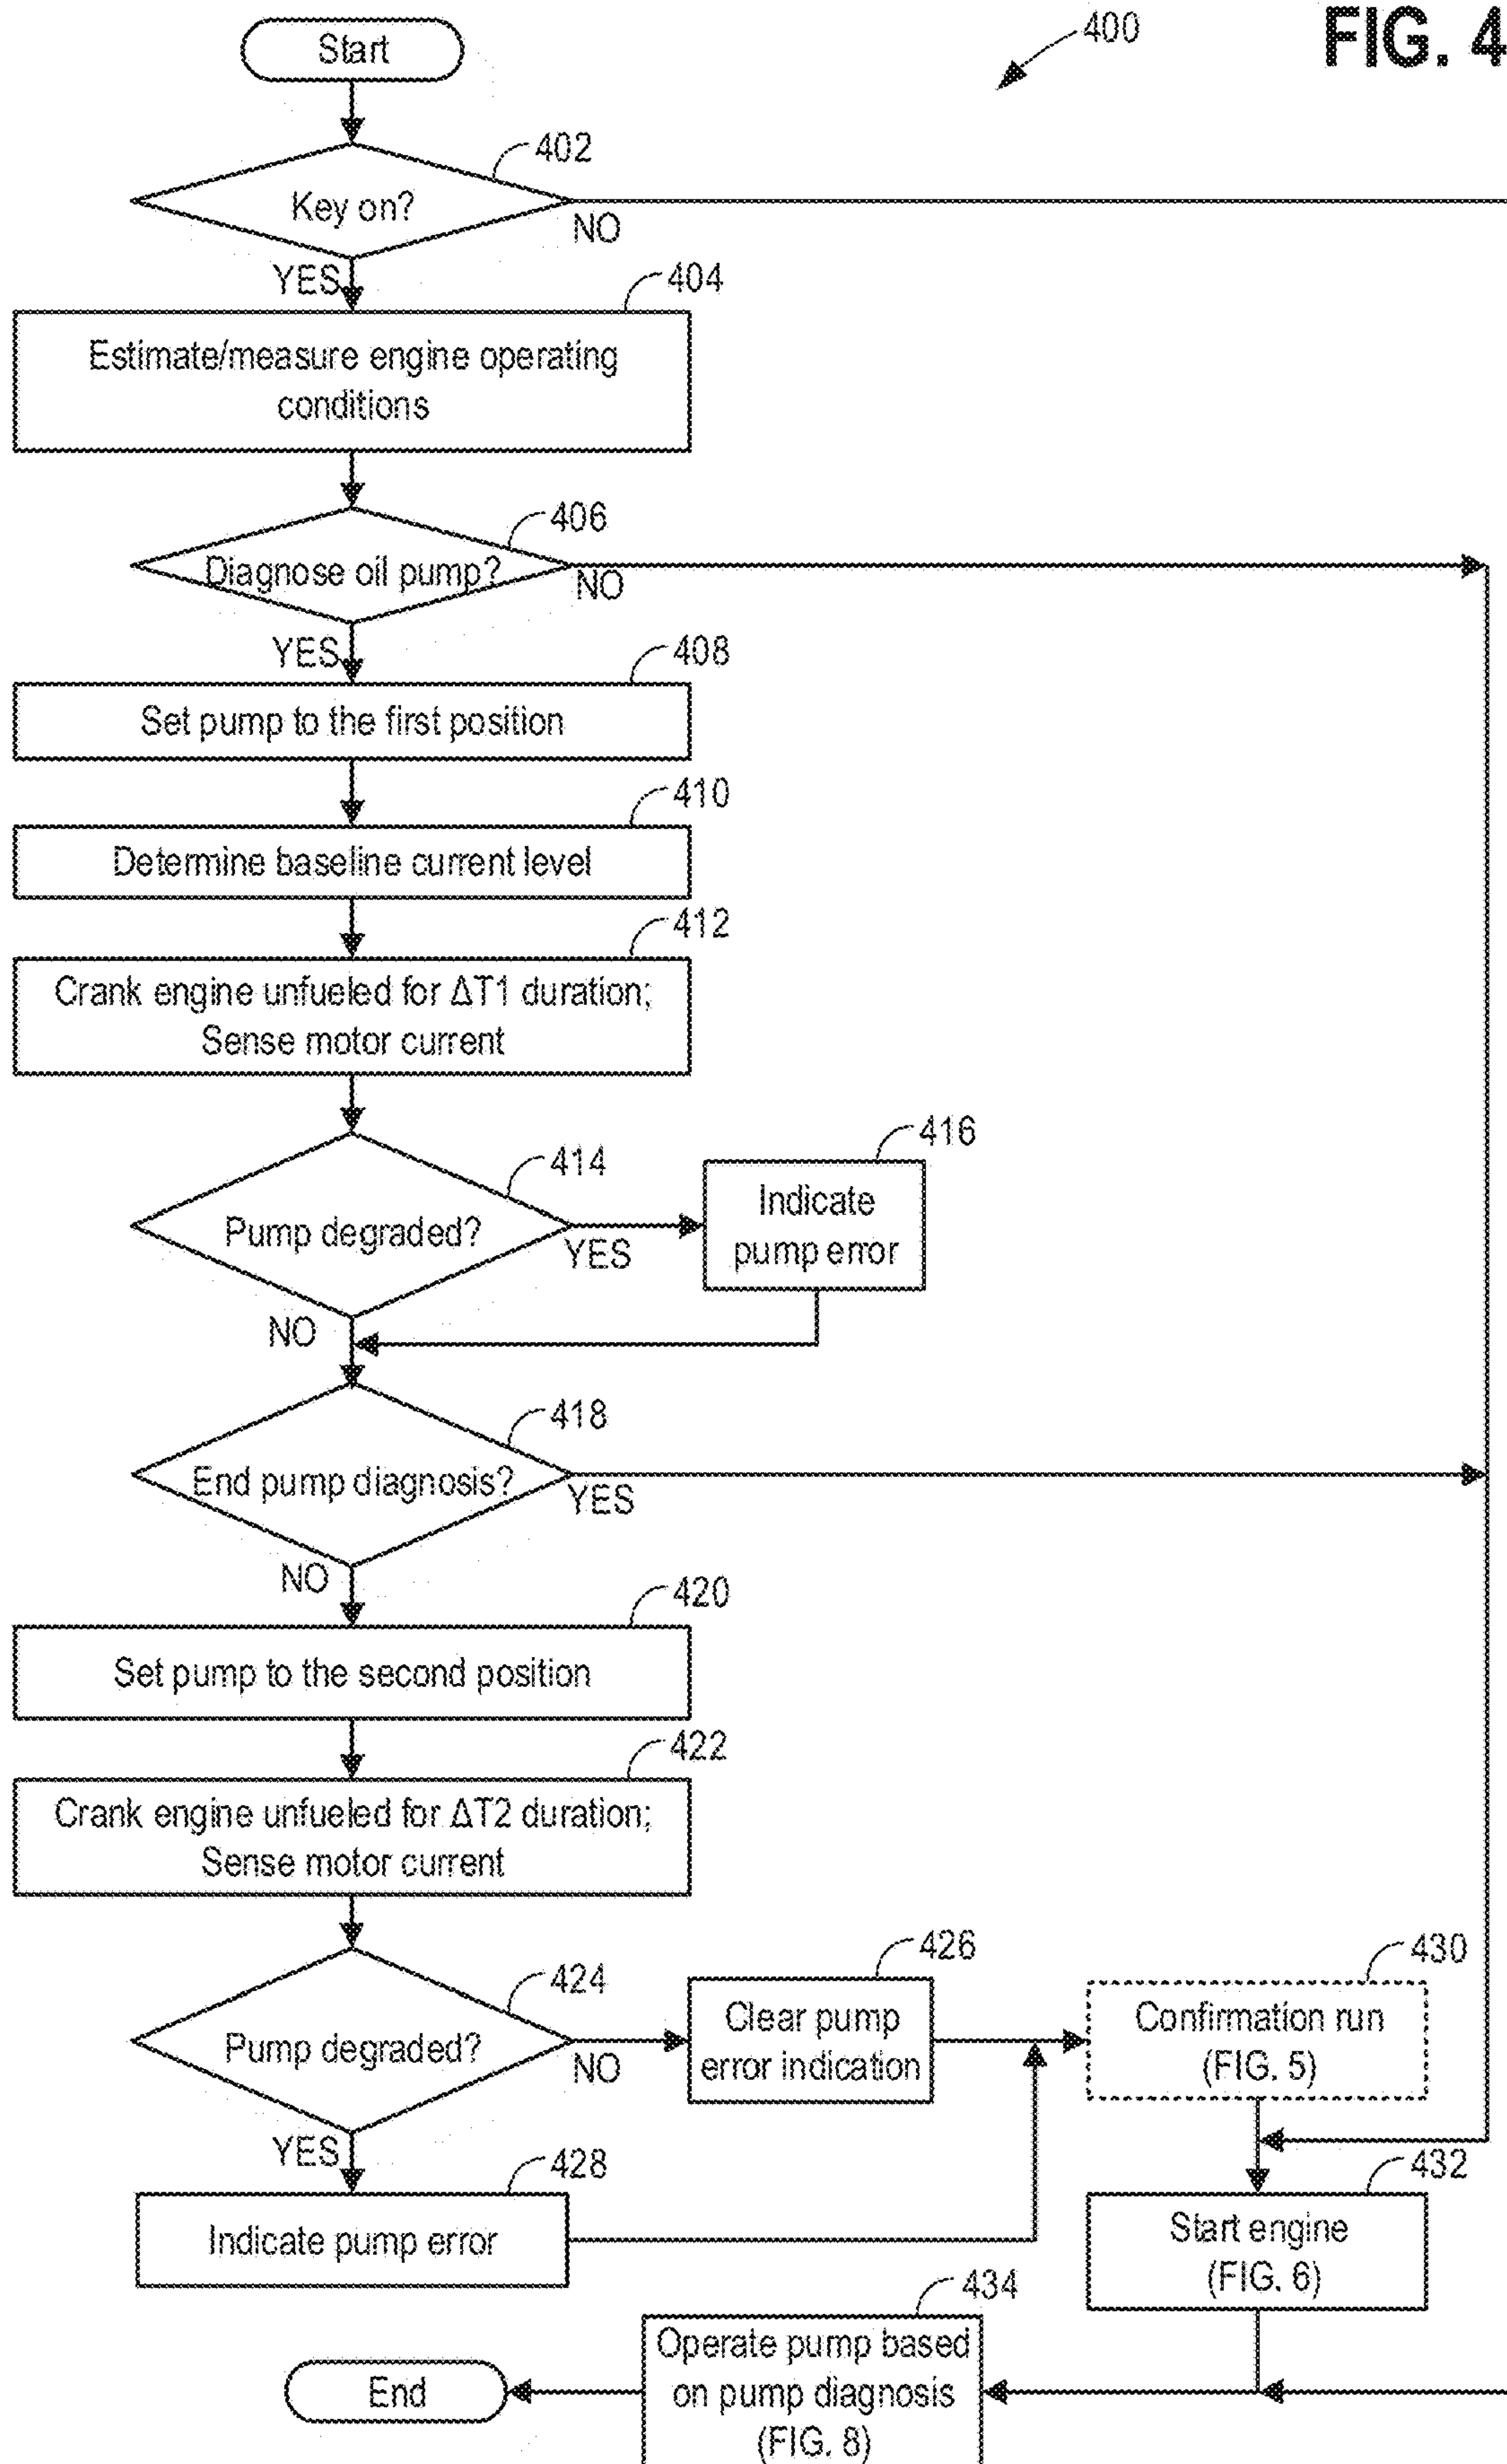 FIG. 4
400
Start
402
Key on?
NO
YES
404
Estimate/measure engine operating
conditions
406
Diagnose oil pump?
NO
YES
408
Set pump to the first position
410
Determine baseline current level
412
Crank engine unfueled for ΔT1 duration;
Sense motor current
414
Pump degraded?
YES
416
Indicate
pump error
NO
418
End pump diagnosis?
YES
NO
420
Set pump to the second position
422
Crank engine unfueled for ΔT2 duration;
Sense motor current
424
Pump degraded?
NO
426
Clear pump
error indication
430
Confirmation run
(FIG. 5)
YES
428
Indicate pump error
432
Start engine
(FIG. 6)
434
Operate pump based
on pump diagnosis
(FIG. 8)
End